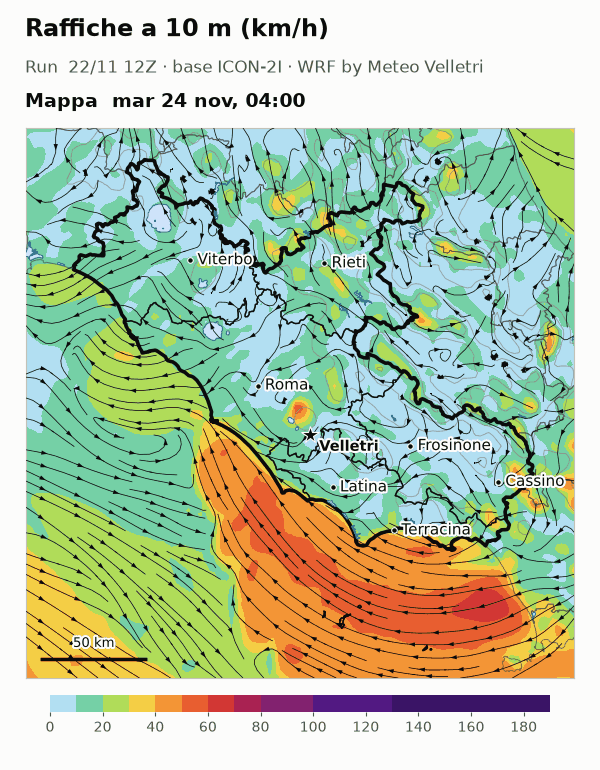 Raffiche a 10 m (km/h)
Run 22/11 12Z · base ICON-2I · WRF by Meteo Velletri
Mappa mar 24 nov, 04:00
Viterbo
Rieti
Roma
Velletri
Frosinone
Latina
Cassino
Terracina
50 km
0 20 40 60 80 100 120 140 160 180